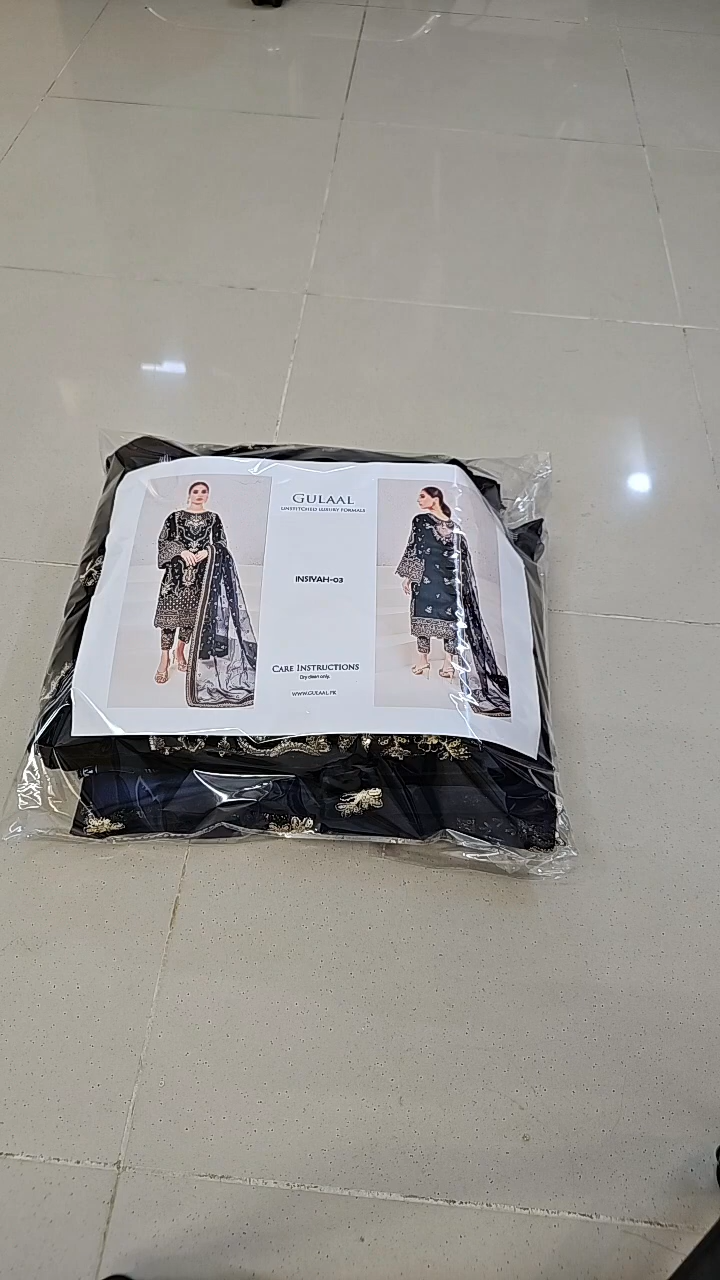 GULAAL
UNSTITCHED LUXURY FORMALS
INSIYAH-03
CARE INSTRUCTIONS
Dry clean only.
WWW.GULAAL.PK